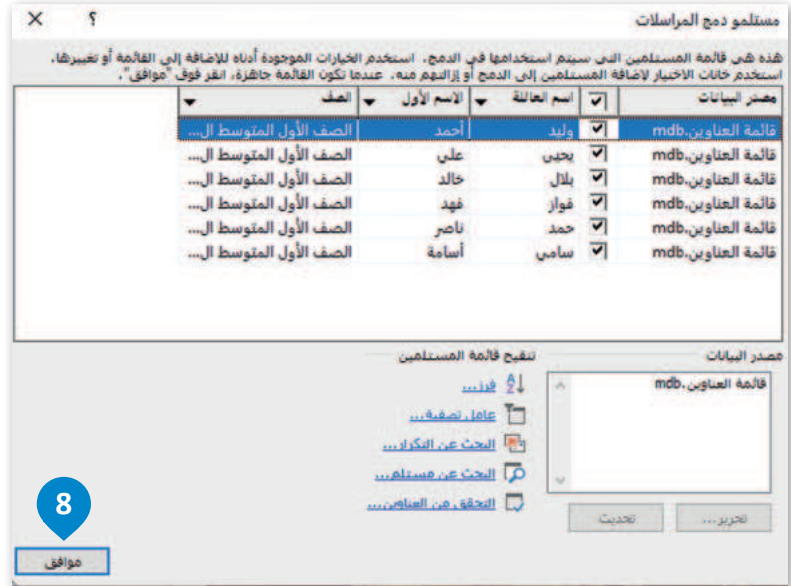 مستلمو دمج المراسلات ؟ ×
هذه هي قائمة المستلمين التي سيتم استخدامها في الدمج. استخدم الخيارات الموجودة أدناه للإضافة إلى القائمة أو تغييرها.
استخدم خانات الاختيار لإضافة المستلمين إلى الدمج أو إزالتهم منه. عندما تكون القائمة جاهزة، انقر فوق "موافق".
مصدر البيانات اسم العائلة الاسم الأول الصف
قائمة العناوين.mdb وليد أحمد الصف الأول المتوسط ال...
قائمة العناوين.mdb يحيى علي الصف الأول المتوسط ال...
قائمة العناوين.mdb بلال خالد الصف الأول المتوسط ال...
قائمة العناوين.mdb فواز فهد الصف الأول المتوسط ال...
قائمة العناوين.mdb حمد ناصر الصف الأول المتوسط ال...
قائمة العناوين.mdb سامي أسامة الصف الأول المتوسط ال...
مصدر البيانات
قائمة العناوين.mdb
تحرير... تحديث
تنقيح قائمة المستلمين
فرز...
عامل تصفية...
البحث عن التكرار...
البحث عن مستلم...
التحقق من العناوين...
8
موافق